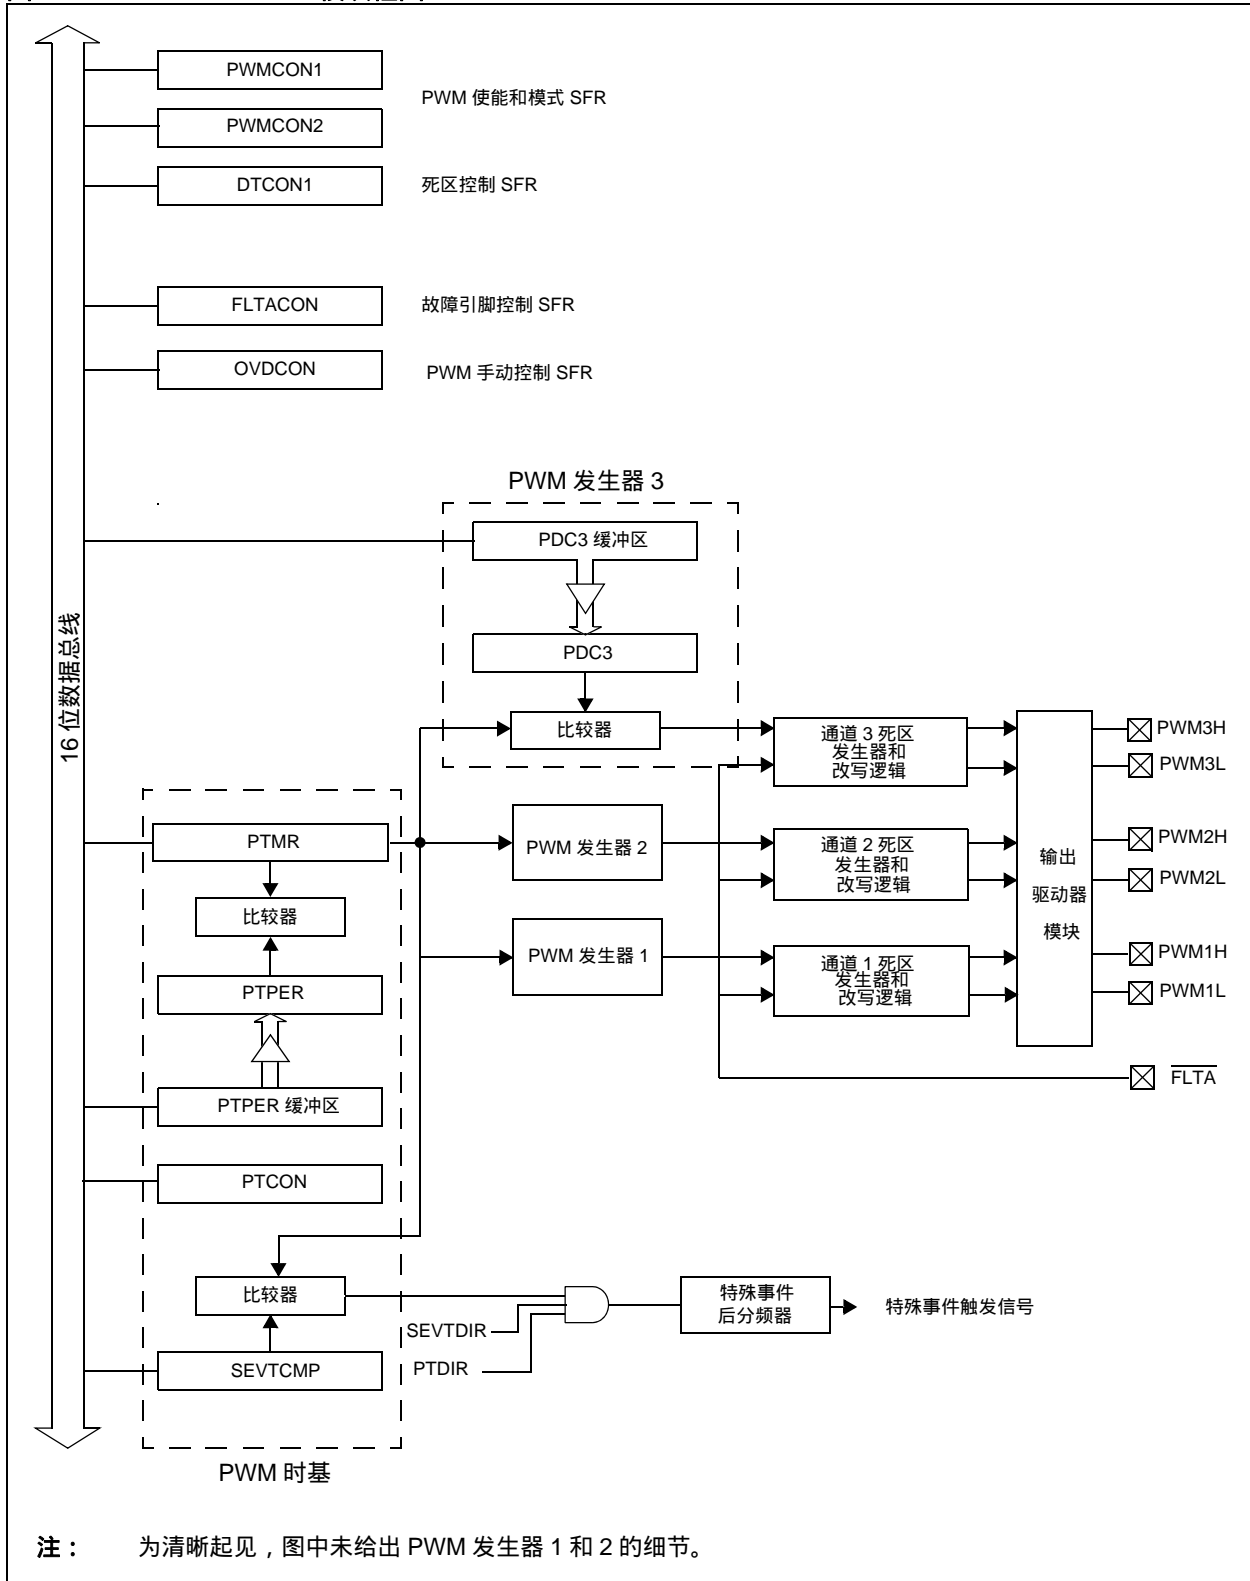 PWMCON1
PWM 使能和模式 SFR
PWMCON2
DTCON1
死区控制 SFR
FLTACON
故障引脚控制 SFR
OVDCON
PWM 手动控制 SFR
PWM 发生器 3
PDC3 缓冲区
PDC3
比较器
16 位数据总线
通道 3 死区
发生器和
改写逻辑
PWM3H
PWM3L
PTMR
PWM 发生器 2
通道 2 死区
发生器和
改写逻辑
PWM2H
PWM2L
输出
驱动器
模块
比较器
PWM 发生器 1
通道 1 死区
发生器和
改写逻辑
PWM1H
PWM1L
PTPER
FLTA
PTPER 缓冲区
PTCON
比较器
特殊事件
后分频器
特殊事件触发信号
SEVTDIR
SEVTCMP
PTDIR
PWM 时基
注： 为清晰起见，图中未给出 PWM 发生器 1 和 2 的细节。